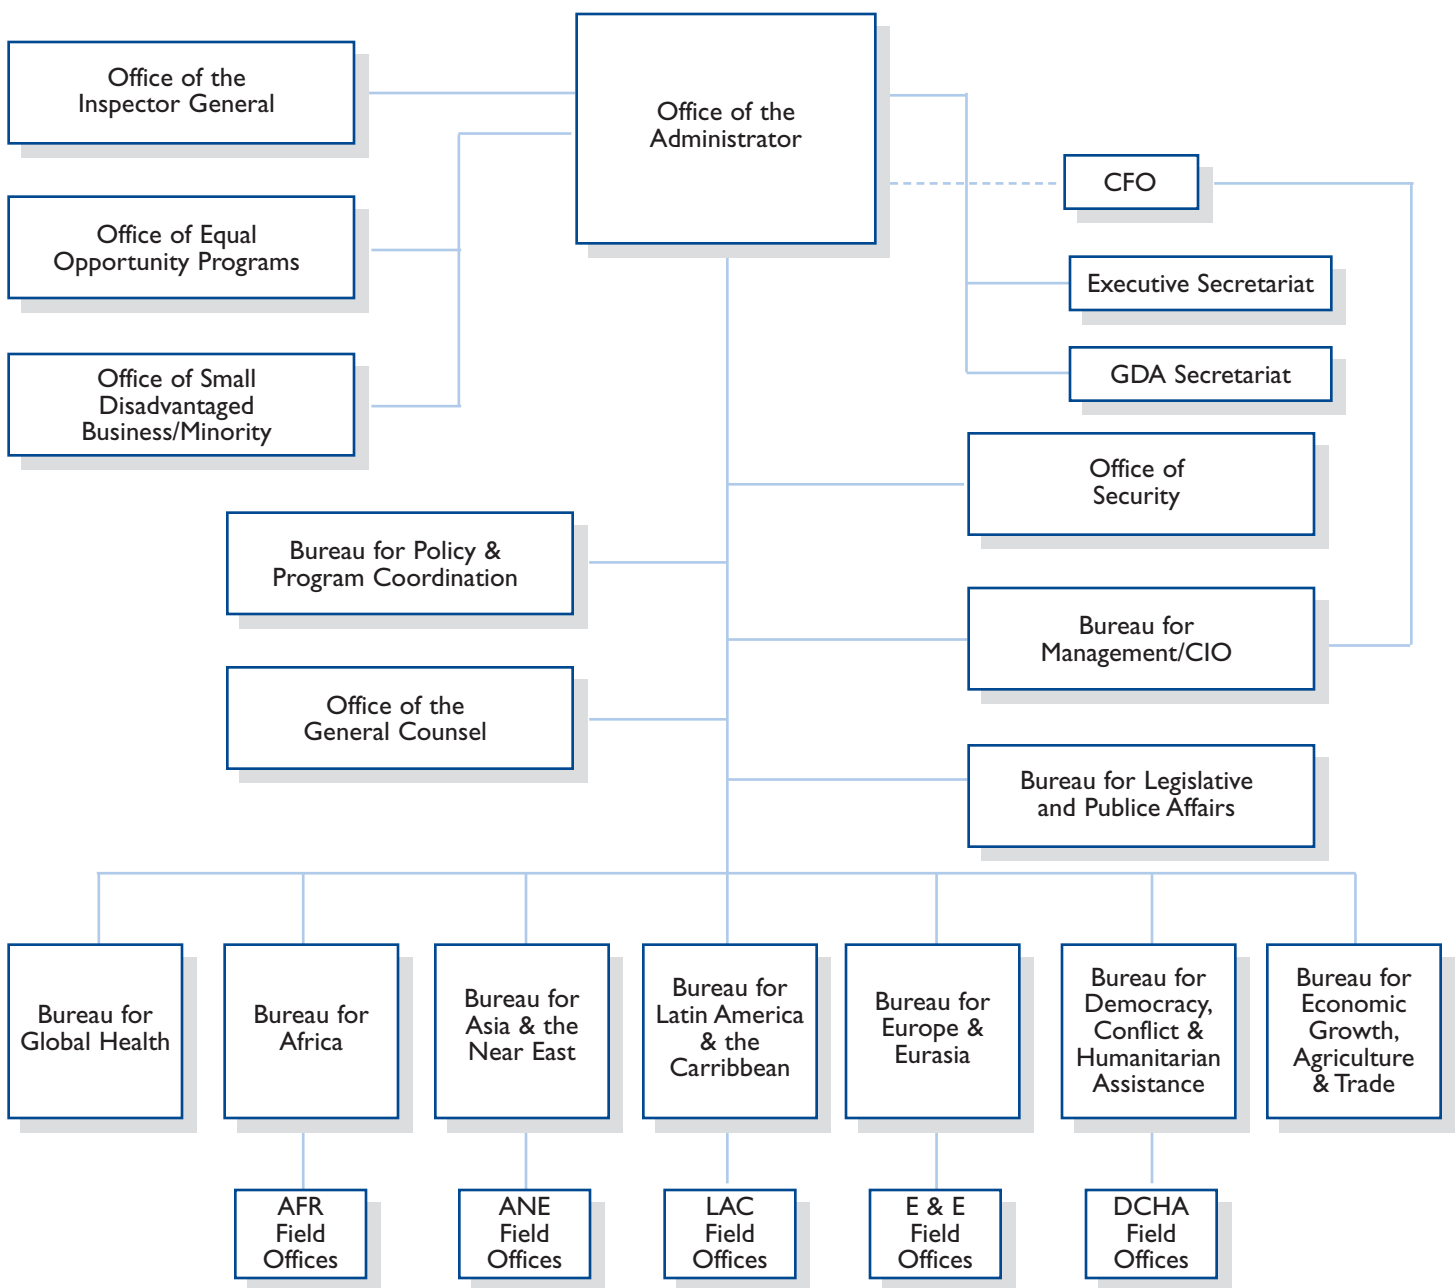 Office of the
Inspector General
Office of the
Administrator
CFO
Office of Equal
Opportunity Programs
Executive Secretariat
Office of Small
Disadvantaged
Business/Minority
GDA Secretariat
Office of
Security
Bureau for Policy &
Program Coordination
Bureau for
Management/CIO
Office of the
General Counsel
Bureau for Legislative
and Publice Affairs
Bureau for
Global Health
Bureau for
Africa
Bureau for
Asia & the
Near East
Bureau for
Latin America
& the
Carribbean
Bureau for
Europe &
Eurasia
Bureau for
Democracy,
Conflict &
Humanitarian
Assistance
Bureau for
Economic
Growth,
Agriculture
& Trade
AFR
Field
Offices
ANE
Field
Offices
LAC
Field
Offices
E & E
Field
Offices
DCHA
Field
Offices